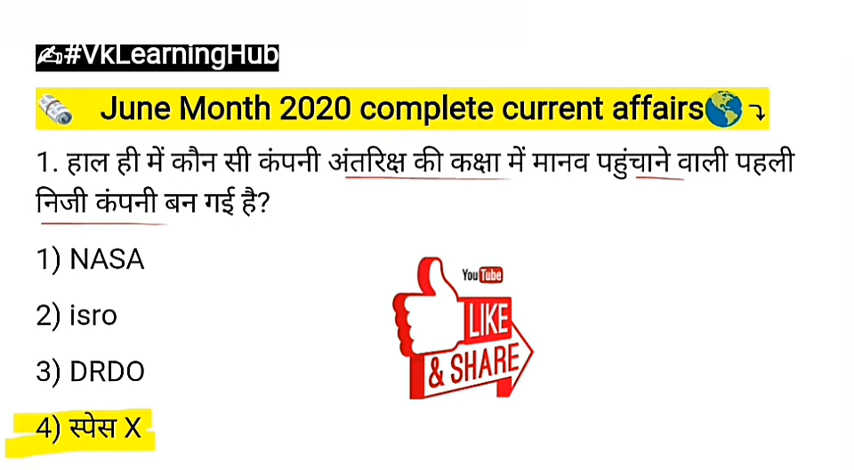 ✍#VkLearningHub
🗞 June Month 2020 complete current affairs🌎⤵
1. हाल ही में कौन सी कंपनी अंतरिक्ष की कक्षा में मानव पहुंचाने वाली पहली
निजी कंपनी बन गई है?
1) NASA
2) isro
3) DRDO
4) स्पेस X
YouTube
LIKE
& SHARE